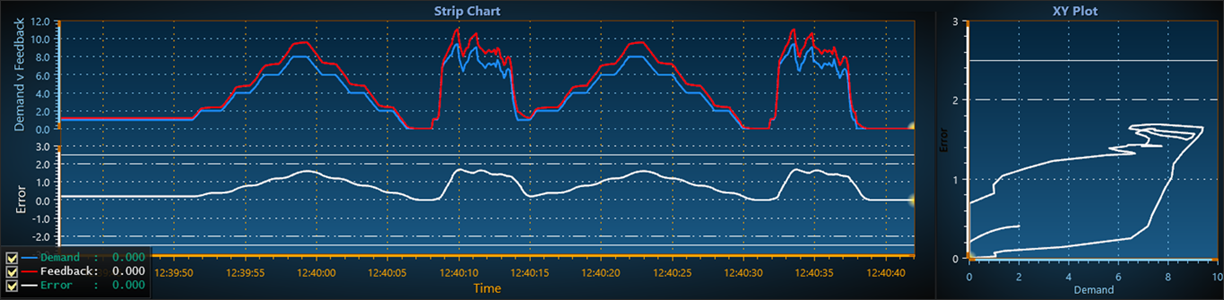 Strip Chart
XY Plot
Demand v Feedback
12.0
10.0
8.0
6.0
4.0
2.0
0.0
Error
3.0
2.0
1.0
0.0
-1.0
-2.0
Demand : 0.000
Feedback: 0.000
Error : 0.000
12:39:50 12:39:55 12:40:00 12:40:05 12:40:10 12:40:15 12:40:20 12:40:25 12:40:30 12:40:35 12:40:40
Time
Error
3
2
1
0
0 2 4 6 8 10
Demand